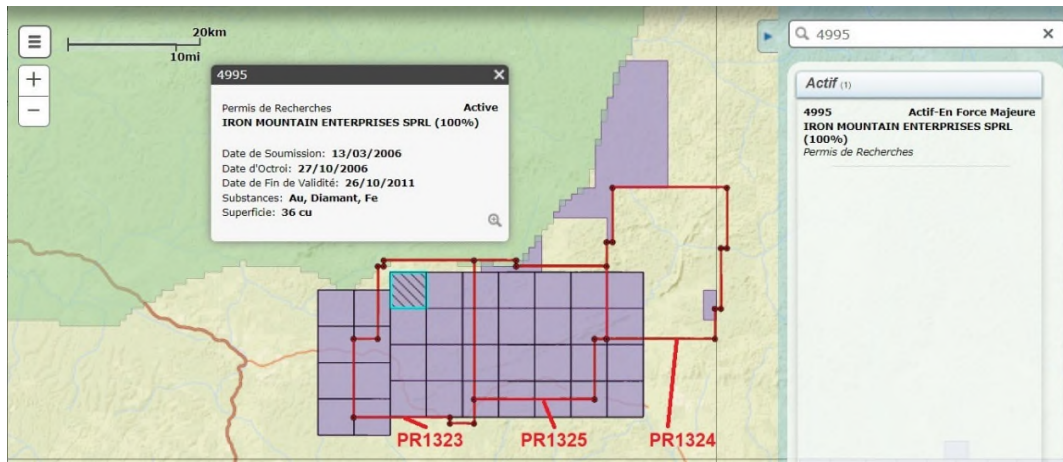 20km
10mi
4995
Permis de Recherches Active
IRON MOUNTAIN ENTERPRISES SPRL (100%)
Date de Soumission: 13/03/2006
Date d'Octroi: 27/10/2006
Date de Fin de Validité: 26/10/2011
Substances: Au, Diamant, Fe
Superficie: 36 cu
PR1323
PR1325
PR1324
4995
Actif (1)
4995 Actif-En Force Majeure
IRON MOUNTAIN ENTERPRISES SPRL
(100%)
Permis de Recherches